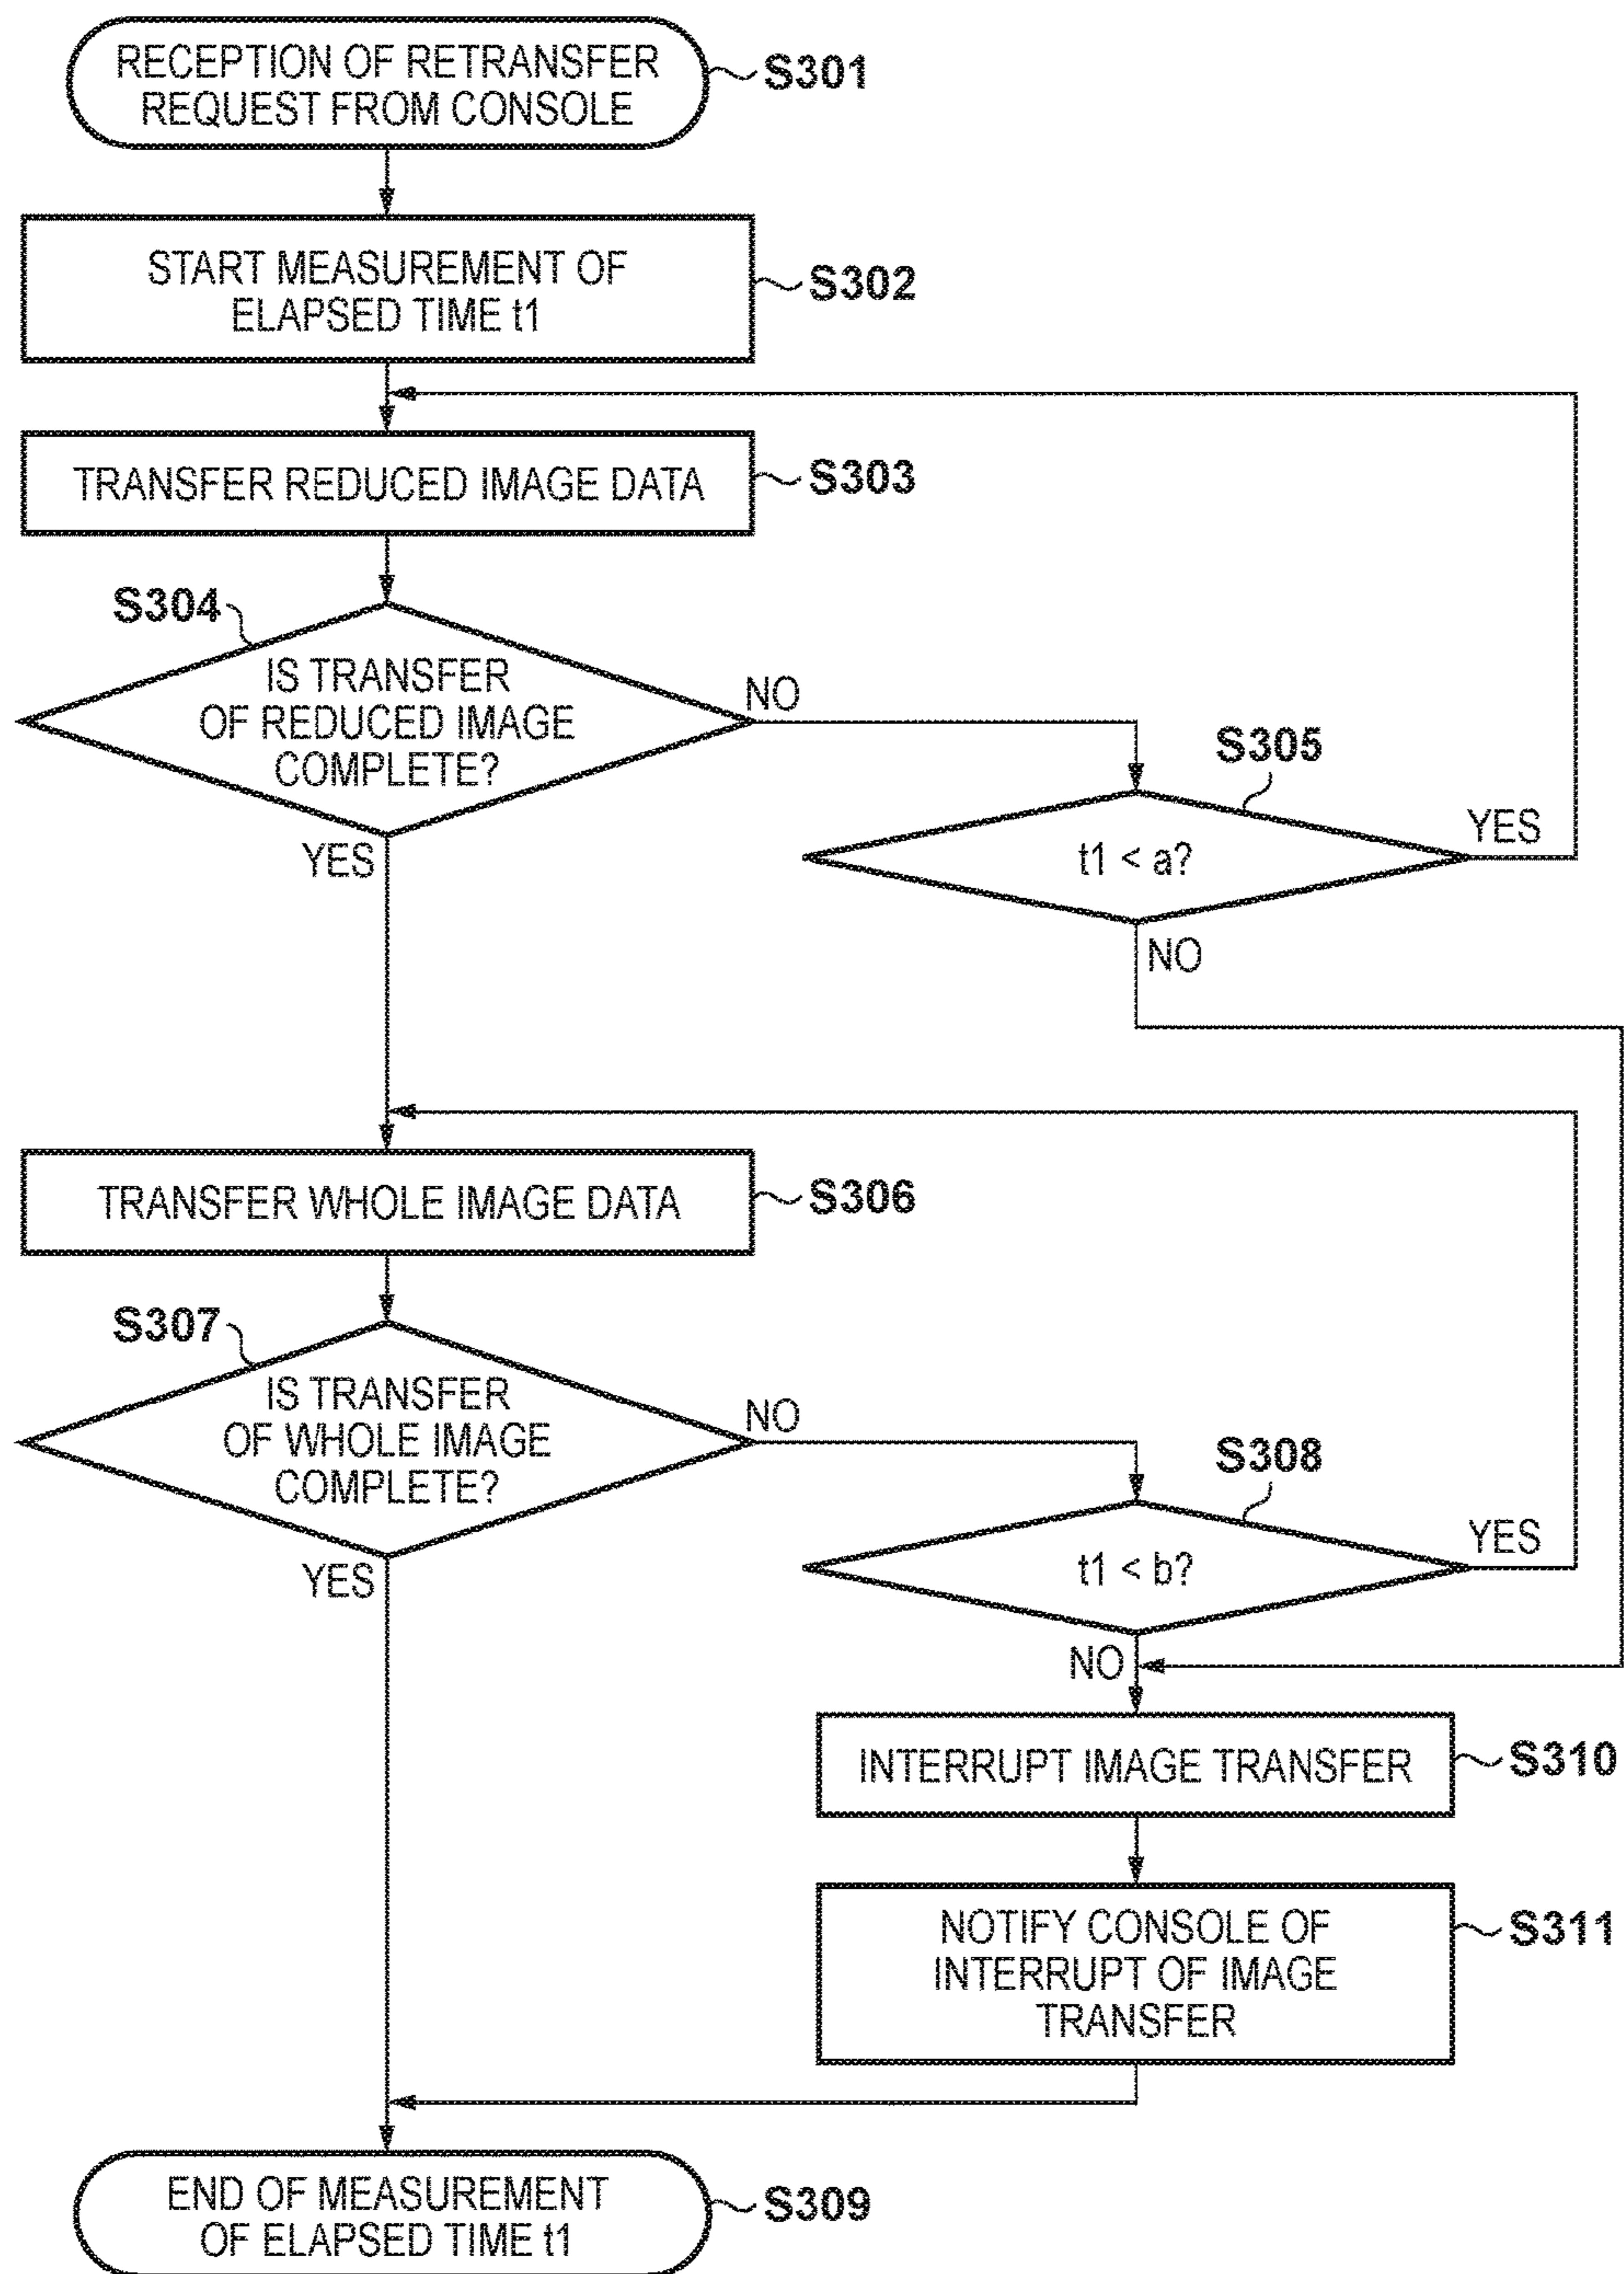 RECEPTION OF RETRANSFER
REQUEST FROM CONSOLE
S301
START MEASUREMENT OF
ELAPSED TIME t1
S302
TRANSFER REDUCED IMAGE DATA
S303
S304
IS TRANSFER
OF REDUCED IMAGE
COMPLETE?
NO
YES
S305
t1 < a?
YES
NO
TRANSFER WHOLE IMAGE DATA
S306
S307
IS TRANSFER
OF WHOLE IMAGE
COMPLETE?
NO
YES
S308
t1 < b?
YES
NO
INTERRUPT IMAGE TRANSFER
S310
NOTIFY CONSOLE OF
INTERRUPT OF IMAGE
TRANSFER
S311
END OF MEASUREMENT
OF ELAPSED TIME t1
S309